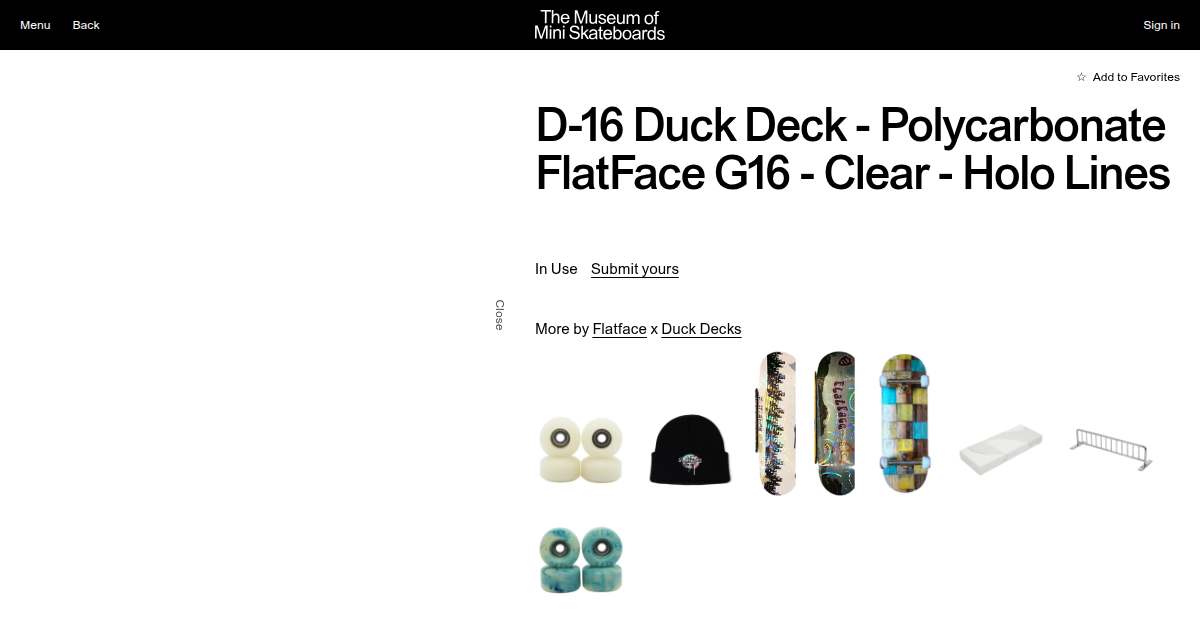 Menu
Back
The Museum of
Mini Skateboards
Sign in
☆ Add to Favorites
D-16 Duck Deck - Polycarbonate
FlatFace G16 - Clear - Holo Lines
In Use Submit yours
Close
More by Flatface x Duck Decks